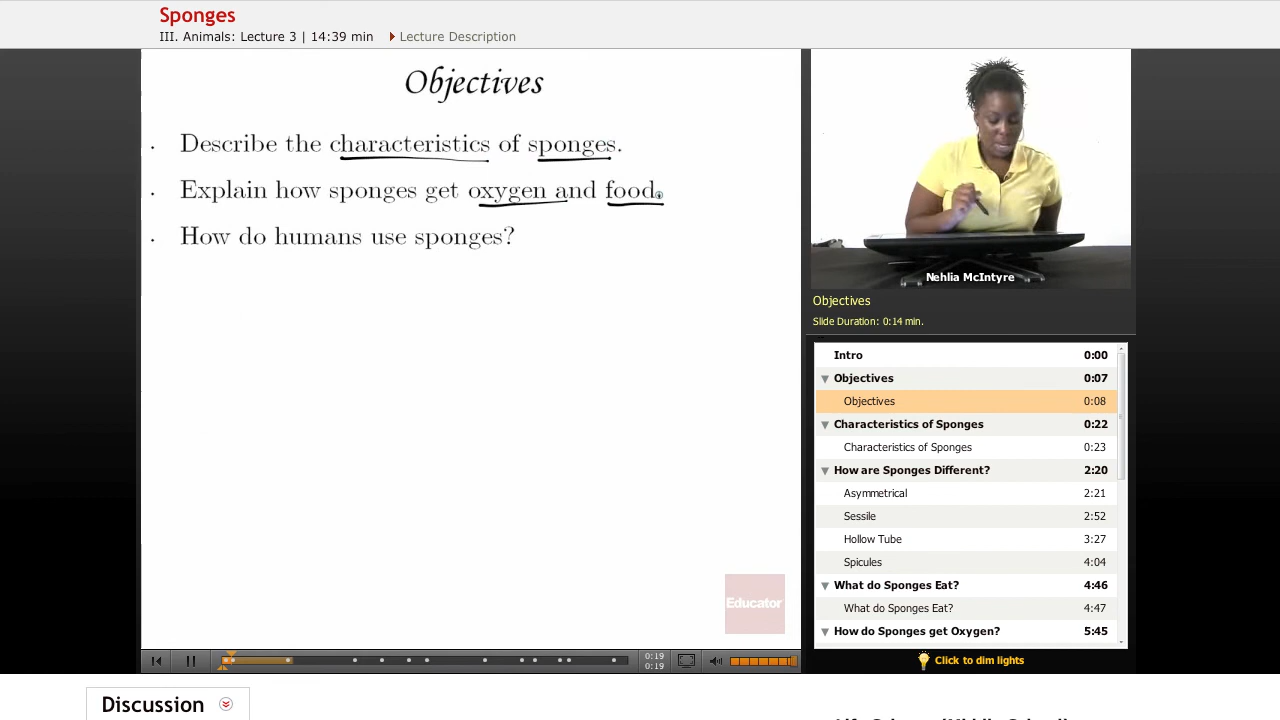 Sponges
III. Animals: Lecture 3 | 14:39 min
Lecture Description
Objectives
· Describe the characteristics of sponges.
· Explain how sponges get oxygen and food.
· How do humans use sponges?
Educator
0:19
0:19
Nehlia McIntyre
Objectives
Slide Duration: 0:14 min.
Intro 0:00
Objectives 0:07
Objectives 0:08
Characteristics of Sponges 0:22
Characteristics of Sponges 0:23
How are Sponges Different? 2:20
Asymmetrical 2:21
Sessile 2:52
Hollow Tube 3:27
Spicules 4:04
What do Sponges Eat? 4:46
What do Sponges Eat? 4:47
How do Sponges get Oxygen? 5:45
Click to dim lights
Discussion